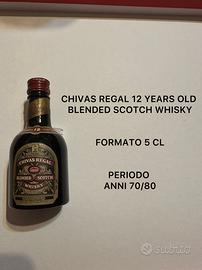 CHIVAS REGAL 12 YEARS OLD
BLENDED SCOTCH WHISKY
FORMATO 5 CL
PERIODO
ANNI 70/80
12
CHIVAS REGAL
BLENDED SCOTCH
WHISKY
subito